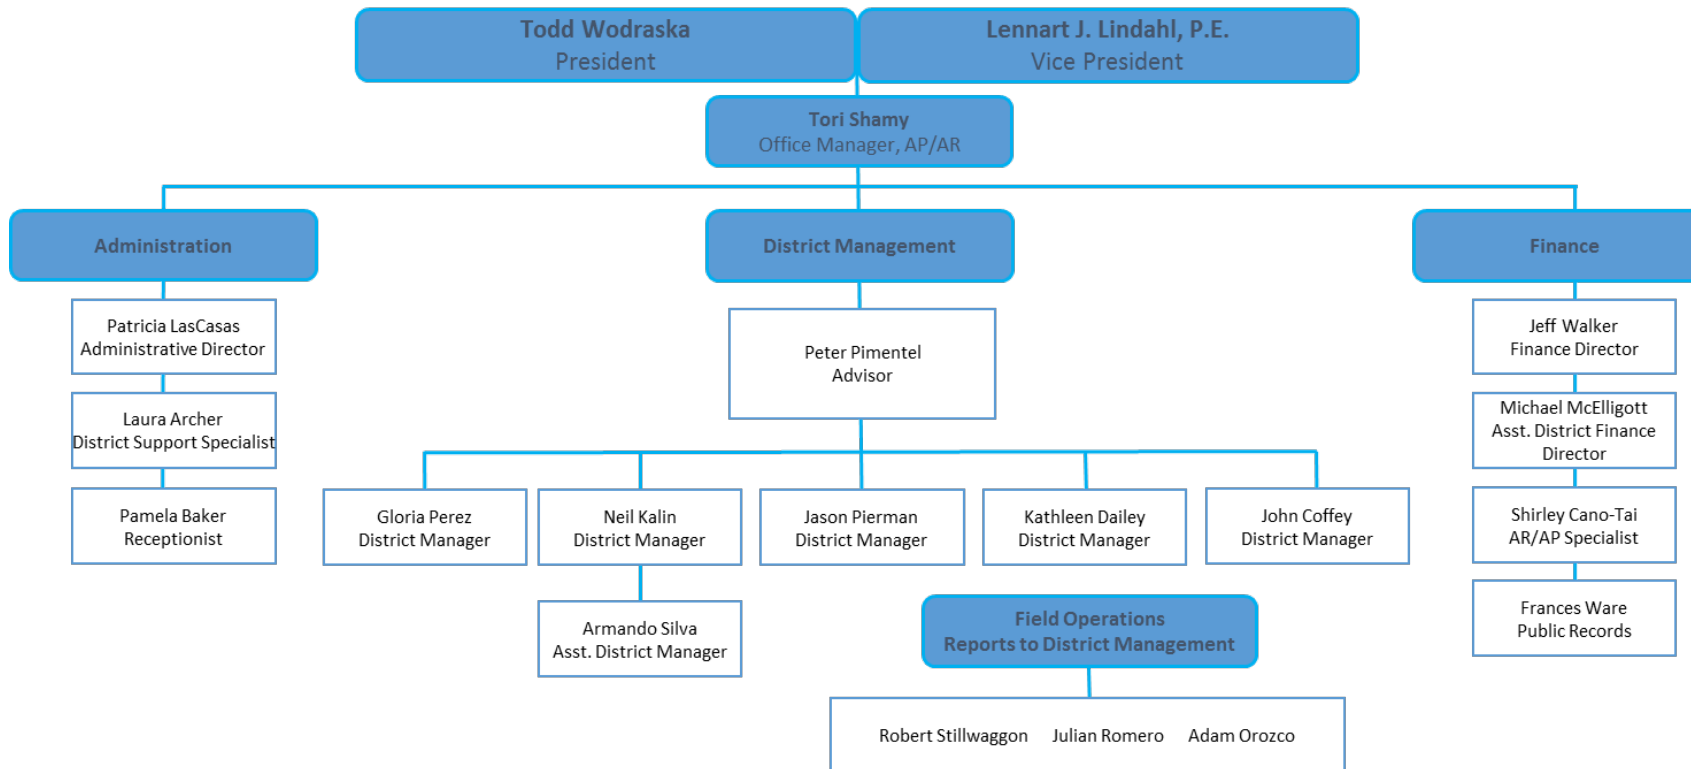 Todd Wodraska
President
Lennart J. Lindahl, P.E.
Vice President
Tori Shamy
Office Manager, AP/AR
Administration
District Management
Finance
Patricia LasCasas
Administrative Director
Laura Archer
District Support Specialist
Pamela Baker
Receptionist
Peter Pimentel
Advisor
Gloria Perez
District Manager
Neil Kalin
District Manager
Jason Pierman
District Manager
Kathleen Dailey
District Manager
John Coffey
District Manager
Armando Silva
Asst. District Manager
Field Operations
Reports to District Management
Robert Stillwaggon Julian Romero Adam Orozco
Jeff Walker
Finance Director
Michael McElligott
Asst. District Finance
Director
Shirley Cano-Tai
AR/AP Specialist
Frances Ware
Public Records